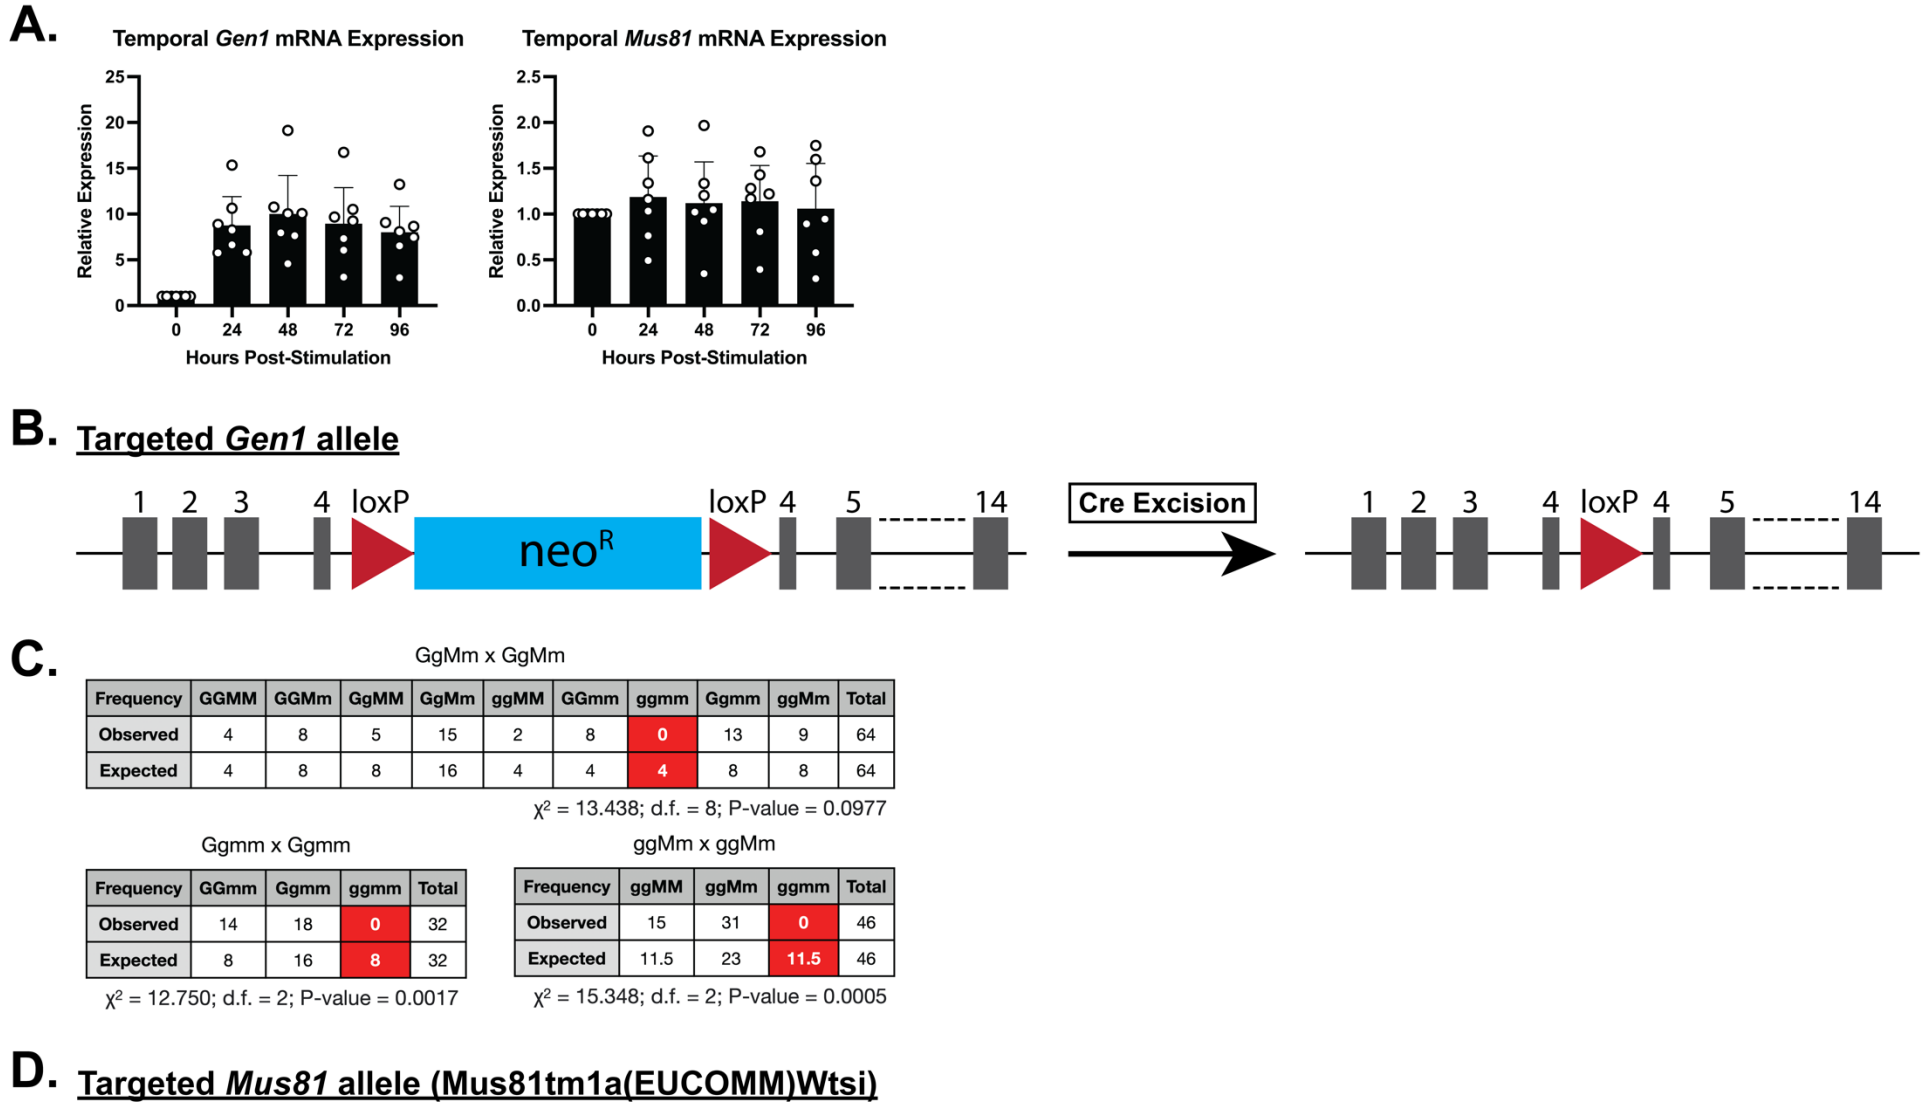 A.
Temporal Gen1 mRNA Expression
Relative Expression
25
20
15
10
5
0
0 24 48 72 96
Hours Post-Stimulation
Temporal Mus81 mRNA Expression
Relative Expression
2.5
2.0
1.5
1.0
0.5
0.0
0 24 48 72 96
Hours Post-Stimulation
B. Targeted Gen1 allele
1 2 3 4 loxP neoR loxP 4 5 14
Cre Excision
1 2 3 4 loxP 4 5 14
C.
GgMm x GgMm
Frequency GGMM GGMm GgMM GgMm ggMM GGmm ggmm Ggmm ggMm Total
Observed 4 8 5 15 2 8 0 13 9 64
Expected 4 8 8 16 4 4 4 8 8 64
χ² = 13.438; d.f. = 8; P-value = 0.0977
Ggmm x Ggmm
Frequency GGmm Ggmm ggmm Total
Observed 14 18 0 32
Expected 8 16 8 32
χ² = 12.750; d.f. = 2; P-value = 0.0017
ggMm x ggMm
Frequency ggMM ggMm ggmm Total
Observed 15 31 0 46
Expected 11.5 23 11.5 46
χ² = 15.348; d.f. = 2; P-value = 0.0005
D. Targeted Mus81 allele (Mus81tm1a(EUCOMM)Wtsi)